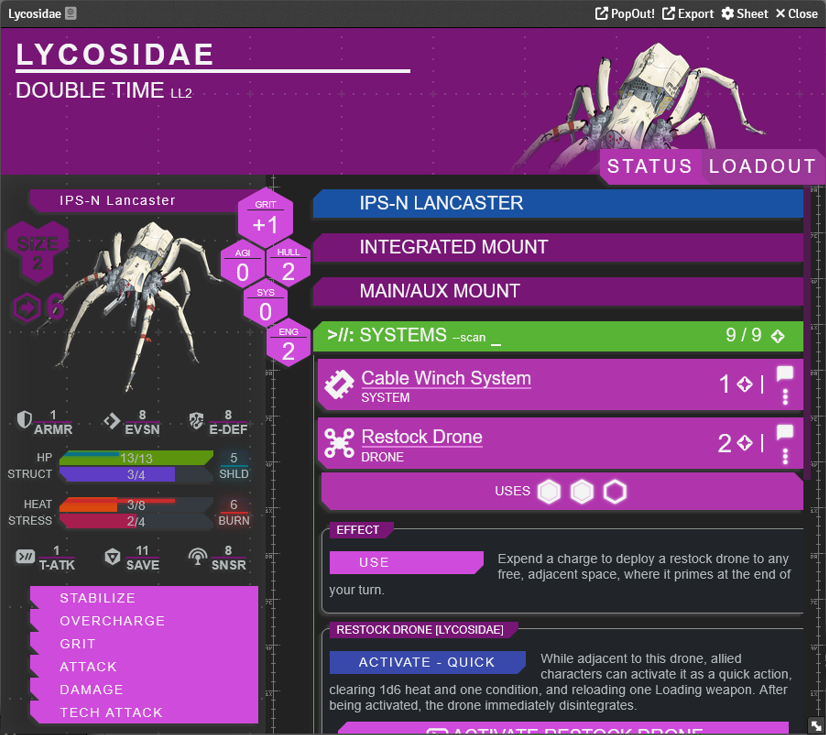 Lycosidae
PopOut! Export Sheet Close
LYCOSIDAE
DOUBLE TIME LL2
STATUS LOADOUT
IPS-N Lancaster
SIZE
2
6
GRIT
+1
AGI
0
HULL
2
SYS
0
ENG
2
1
ARMR
8
EVSN
8
E-DEF
HP 13/13
STRUCT 3/4
5
SHLD
HEAT 3/8
STRESS 2/4
6
BURN
1
T-ATK
11
SAVE
8
SNSR
STABILIZE
OVERCHARGE
GRIT
ATTACK
DAMAGE
TECH ATTACK
IPS-N LANCASTER
INTEGRATED MOUNT
MAIN/AUX MOUNT
>//: SYSTEMS --scan _ 9 / 9
Cable Winch System
SYSTEM
1 |
Restock Drone
DRONE
2 |
USES
EFFECT
USE
Expend a charge to deploy a restock drone to any
free, adjacent space, where it primes at the end of
your turn.
RESTOCK DRONE [LYCOSIDAE]
ACTIVATE - QUICK
While adjacent to this drone, allied
characters can activate it as a quick action,
clearing 1d6 heat and one condition, and reloading one Loading weapon. After
being activated, the drone immediately disintegrates.
ACTIVATE RESTOCK DRONE